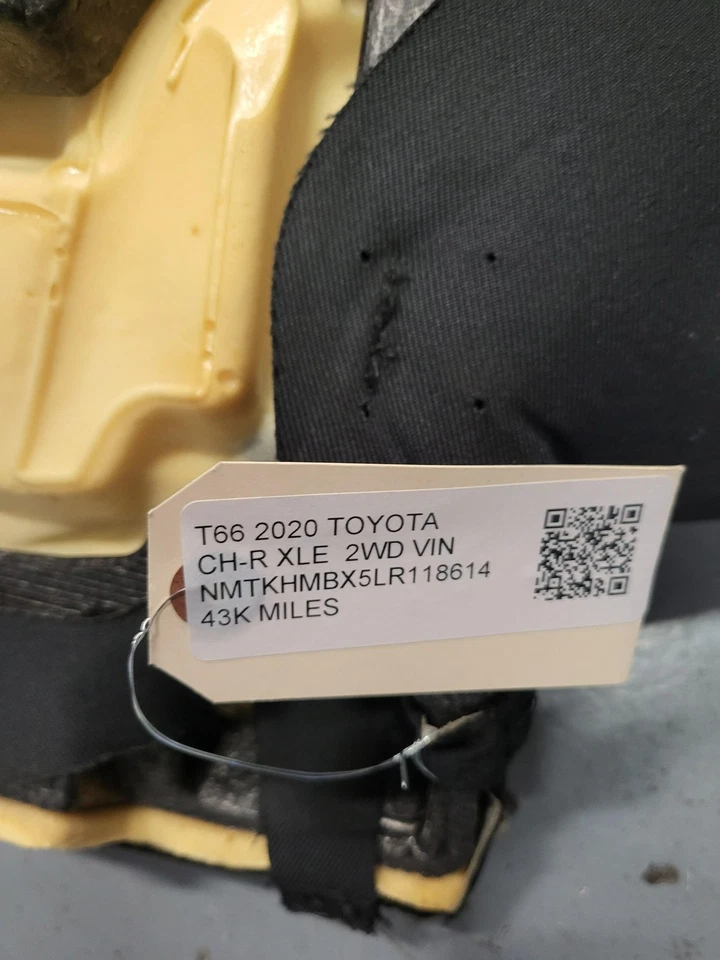 T66 2020 TOYOTA
CH-R XLE 2WD VIN
NMTKHMBX5LR118614
43K MILES